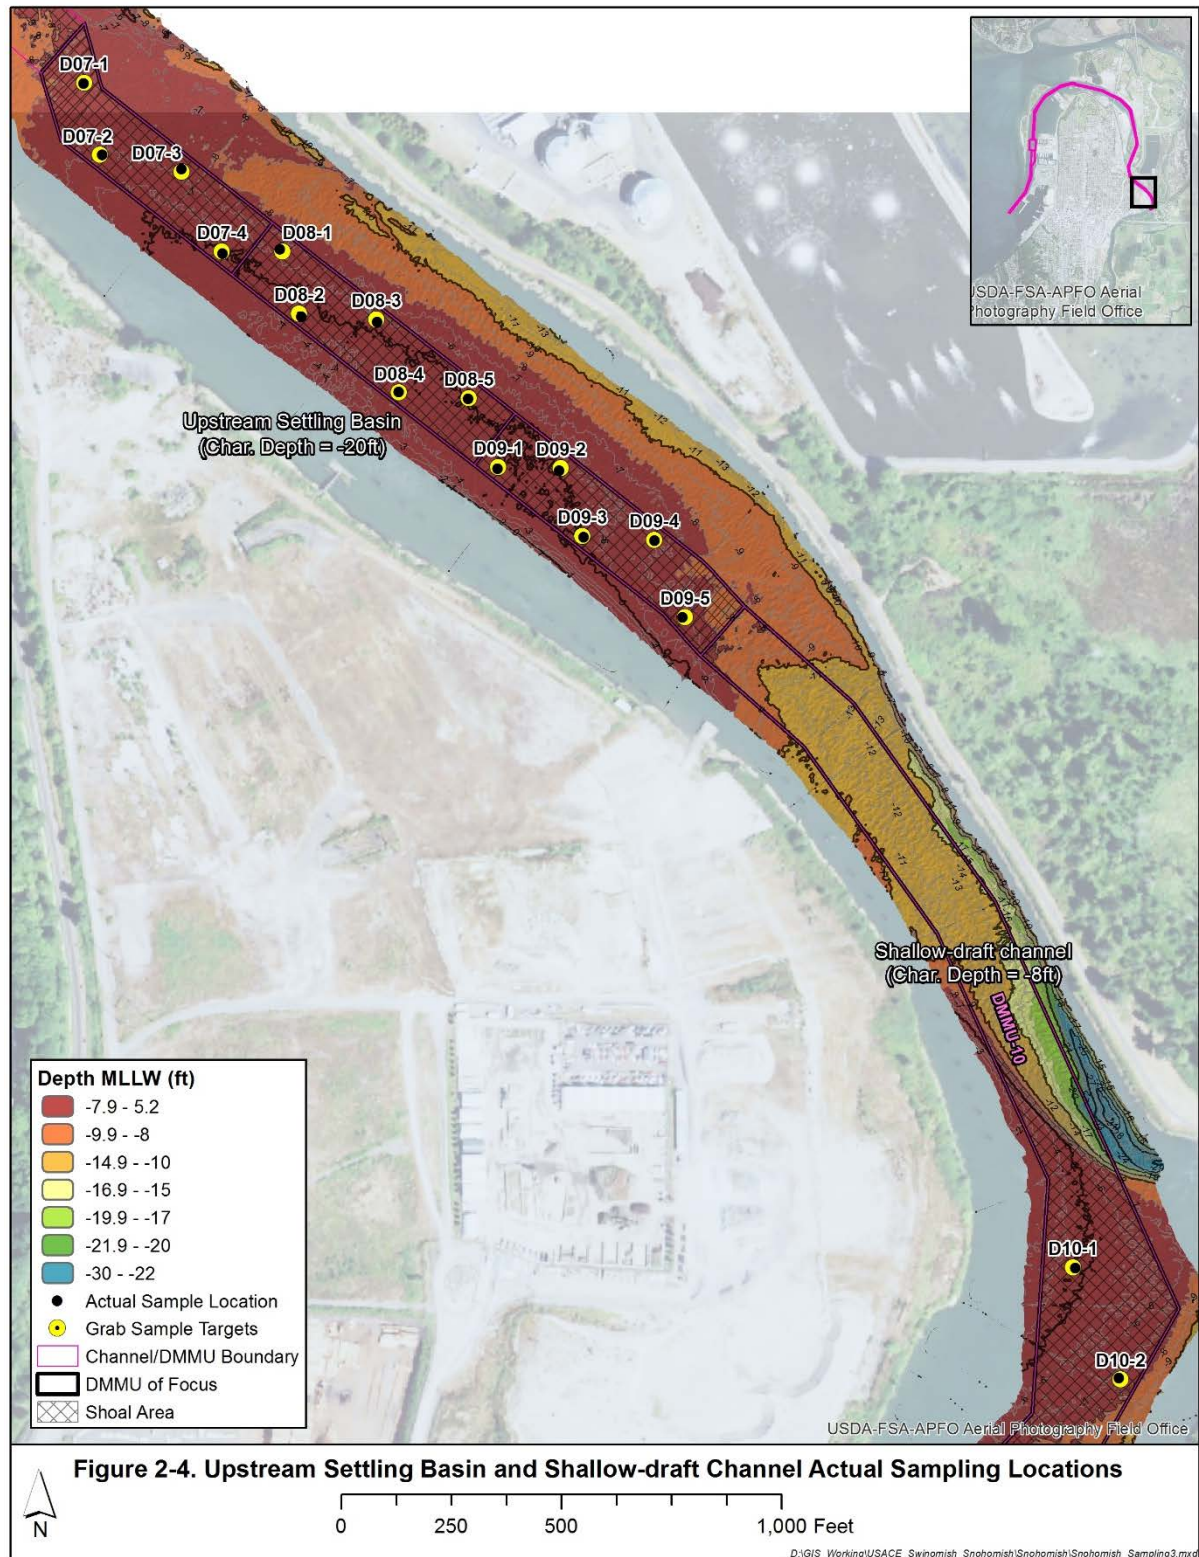 D07-1
D07-2
D07-3
D07-4
D08-1
D08-2
D08-3
D08-4
D08-5
Upstream Settling Basin
(Char. Depth = -20ft)
D09-1
D09-2
D09-3
D09-4
D09-5
Shallow-draft channel
(Char. Depth = -8ft)
DMMU-10
D10-1
D10-2
USDA-FSA-APFO Aerial
Photography Field Office
Depth MLLW (ft)
-7.9 - 5.2
-9.9 - -8
-14.9 - -10
-16.9 - -15
-19.9 - -17
-21.9 - -20
-30 - -22
Actual Sample Location
Grab Sample Targets
Channel/DMMU Boundary
DMMU of Focus
Shoal Area
USDA-FSA-APFO Aerial Photography Field Office
Figure 2-4. Upstream Settling Basin and Shallow-draft Channel Actual Sampling Locations
N
0 250 500 1,000 Feet
D:\GIS_Working\USACE_Swinomish_Snohomish\Snohomish\Snohomish_Sampling3.mxd